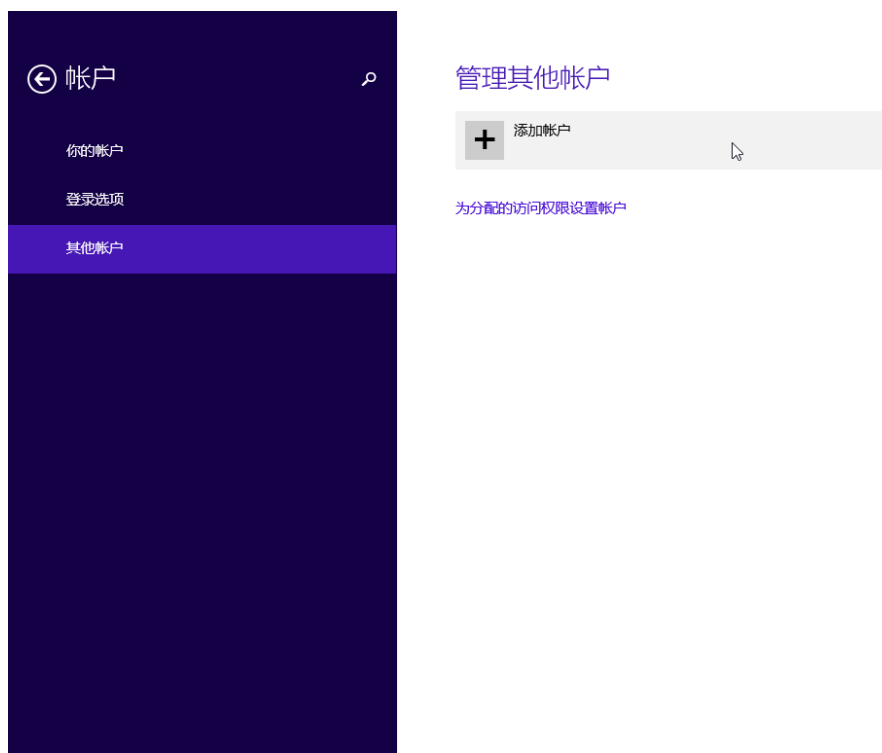 帐户
你的帐户
登录选项
其他帐户
管理其他帐户
添加帐户
为分配的访问权限设置帐户